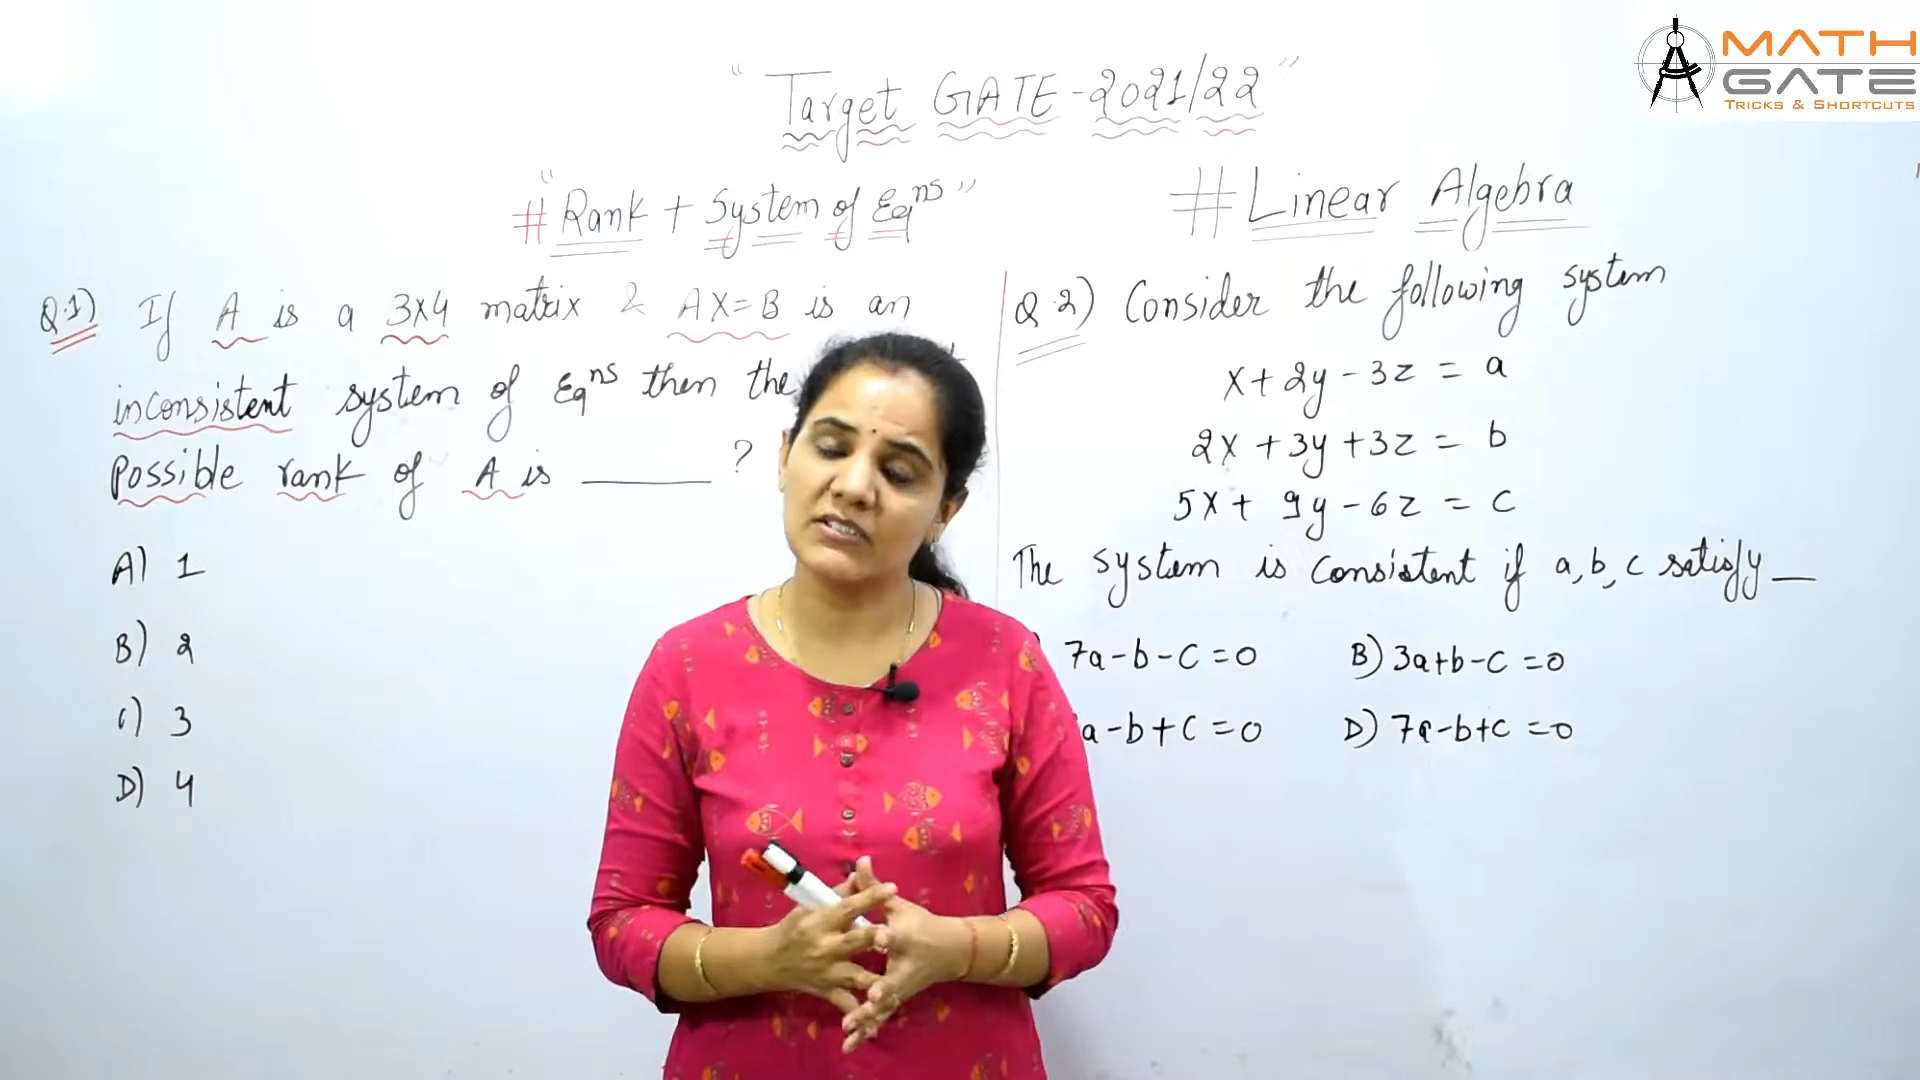 MATH
GATE
TRICKS & SHORTCUTS
"Target GATE-2021/22"
"# Rank + System of Eqns"
# Linear Algebra
Q.1) If A is a 3x4 matrix & AX=B is an
inconsistent system of Eqns then the
Possible rank of A is ______ ?
A) 1
B) 2
C) 3
D) 4
Q.2) Consider the following system
x+2y-3z = a
2x+3y+3z = b
5x+9y-6z = c
The system is consistent if a,b,c satisfy __
7a-b-c=0
B) 3a+b-c=0
a-b+c=0
D) 7a-b+c=0